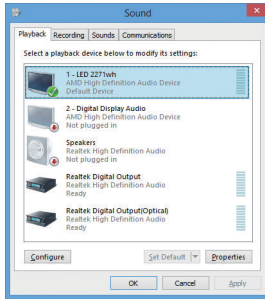 Sound
Playback Recording Sounds Communications
Select a playback device below to modify its settings:
1 - LED 2271wh
AMD High Definition Audio Device
Default Device
2 - Digital Display Audio
AMD High Definition Audio Device
Not plugged in
Speakers
Realtek High Definition Audio
Not plugged in
Realtek Digital Output
Realtek High Definition Audio
Ready
Realtek Digital Output(Optical)
Realtek High Definition Audio
Ready
Configure Set Default Properties
OK Cancel Apply